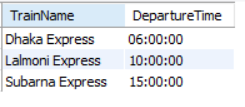 TrainName DepartureTime
Dhaka Express 06:00:00
Lalmoni Express 10:00:00
Subarna Express 15:00:00